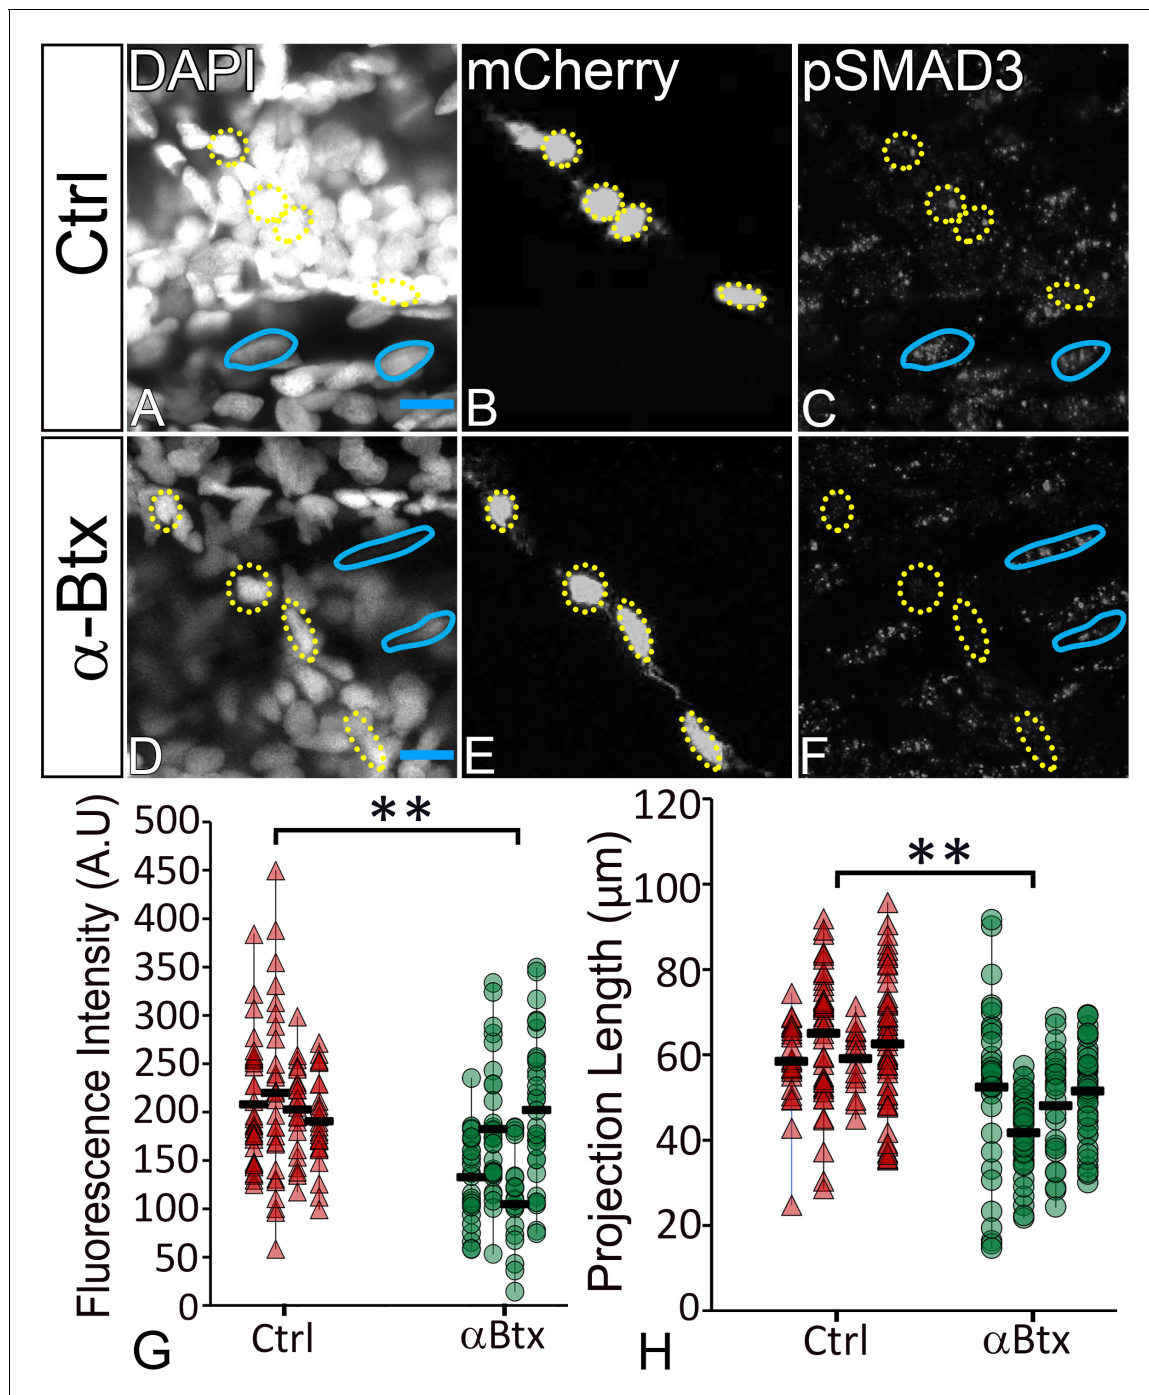 DAPI
mCherry
pSMAD3
Ctrl
A
B
C
α-Btx
D
E
F
Fluorescence Intensity (A.U)
500
450
400
350
300
250
200
150
100
50
0
**
Ctrl
αBtx
G
Projection Length (µm)
120
100
80
60
40
20
0
**
Ctrl
αBtx
H